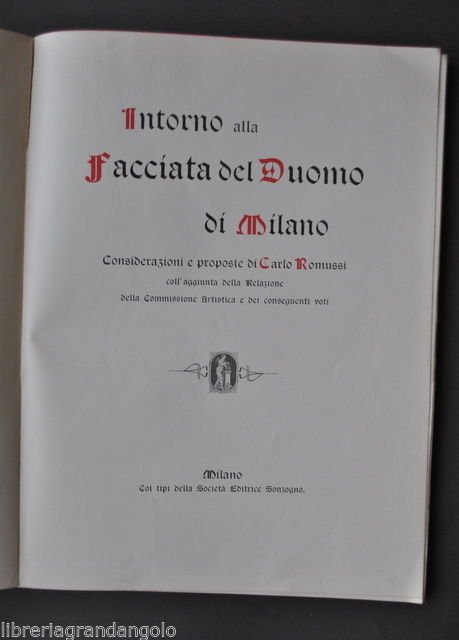 Intorno alla
Facciata del Duomo
di Milano
Considerazioni e proposte di Carlo Romussi
coll'aggiunta della Relazione
della Commissione Artistica e dei conseguenti voti
Milano
Coi tipi della Società Editrice Sonzogno.
libreriagrandangolo